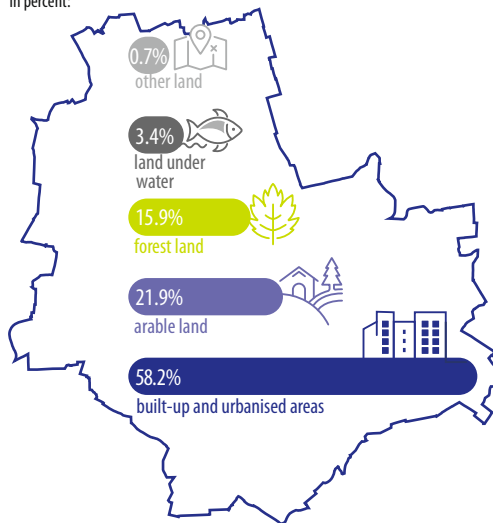 in percent:
0.7%
other land
3.4%
land under
water
15.9%
forest land
21.9%
arable land
58.2%
built-up and urbanised areas